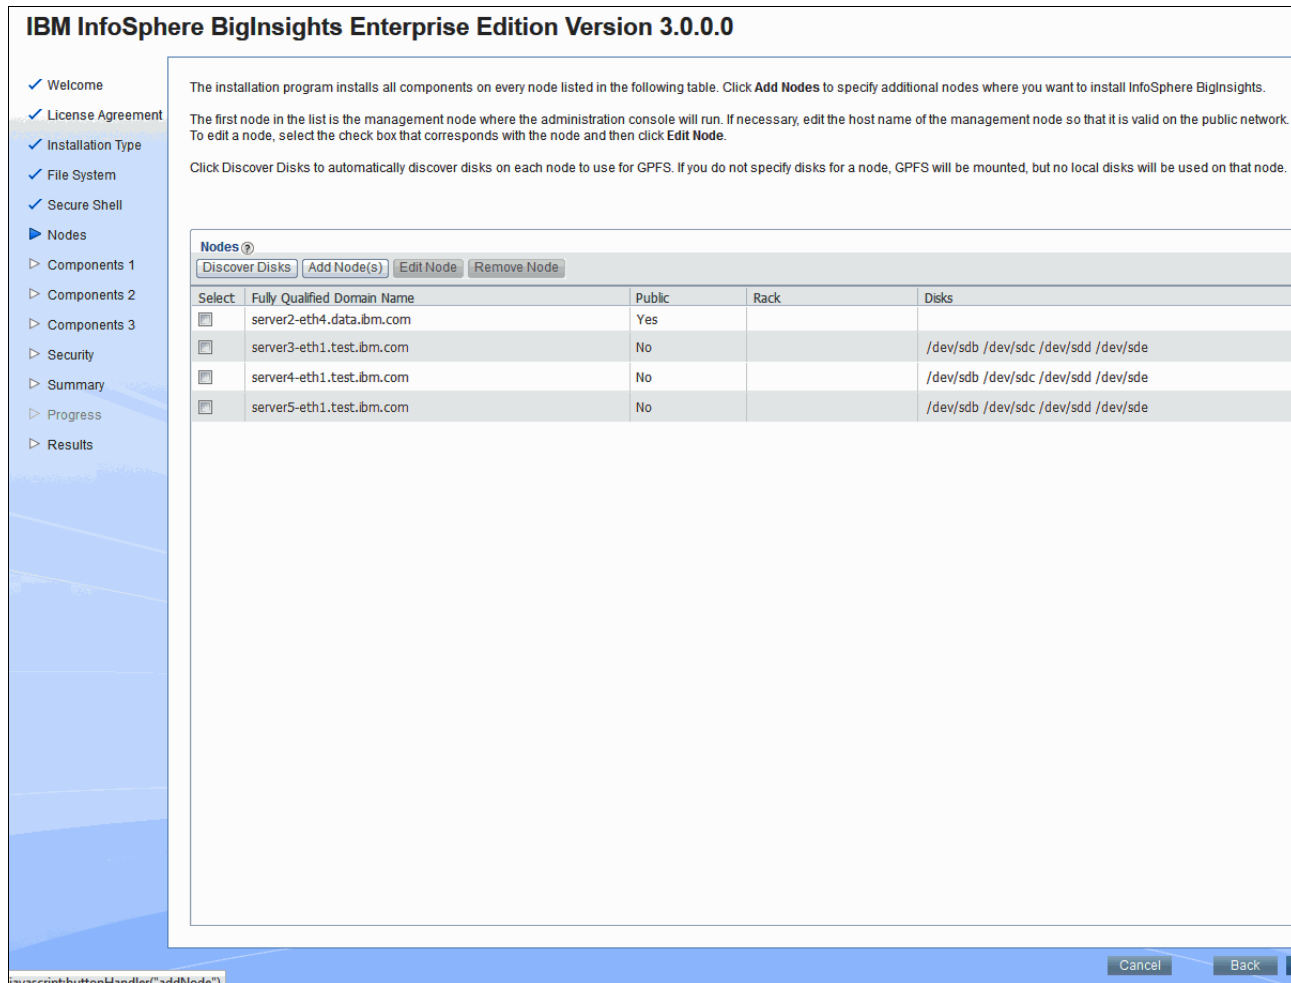 IBM InfoSphere BigInsights Enterprise Edition Version 3.0.0.0
Welcome
License Agreement
Installation Type
File System
Secure Shell
Nodes
Components 1
Components 2
Components 3
Security
Summary
Progress
Results
The installation program installs all components on every node listed in the following table. Click Add Nodes to specify additional nodes where you want to install InfoSphere BigInsights.
The first node in the list is the management node where the administration console will run. If necessary, edit the host name of the management node so that it is valid on the public network.
To edit a node, select the check box that corresponds with the node and then click Edit Node.
Click Discover Disks to automatically discover disks on each node to use for GPFS. If you do not specify disks for a node, GPFS will be mounted, but no local disks will be used on that node.
Nodes ?
Discover Disks Add Node(s) Edit Node Remove Node
Select Fully Qualified Domain Name Public Rack Disks
server2-eth4.data.ibm.com Yes
server3-eth1.test.ibm.com No /dev/sdb /dev/sdc /dev/sdd /dev/sde
server4-eth1.test.ibm.com No /dev/sdb /dev/sdc /dev/sdd /dev/sde
server5-eth1.test.ibm.com No /dev/sdb /dev/sdc /dev/sdd /dev/sde
Cancel Back
javascript:buttonHandler("addNode")